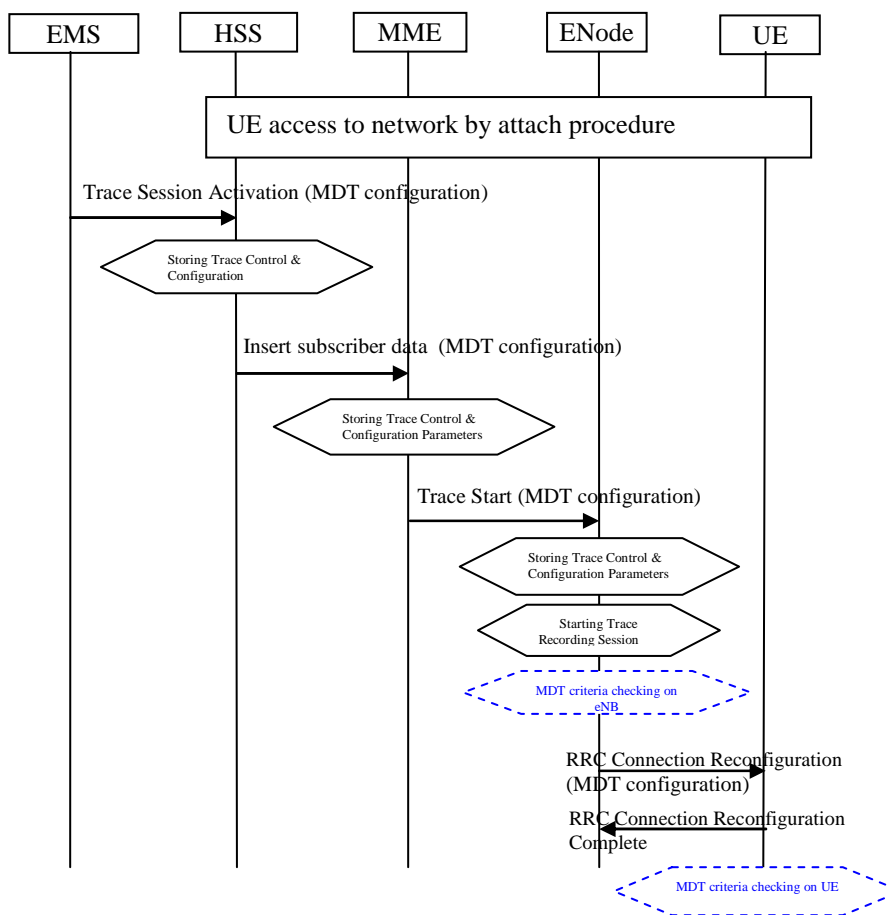 EMS HSS MME ENode UE
UE access to network by attach procedure
Trace Session Activation (MDT configuration)
Storing Trace Control &
Configuration
Insert subscriber data (MDT configuration)
Storing Trace Control &
Configuration Parameters
Trace Start (MDT configuration)
Storing Trace Control &
Configuration Parameters
Starting Trace
Recording Session
MDT criteria checking on
eNB
RRC Connection Reconfiguration
(MDT configuration)
RRC Connection Reconfiguration
Complete
MDT criteria checking on UE